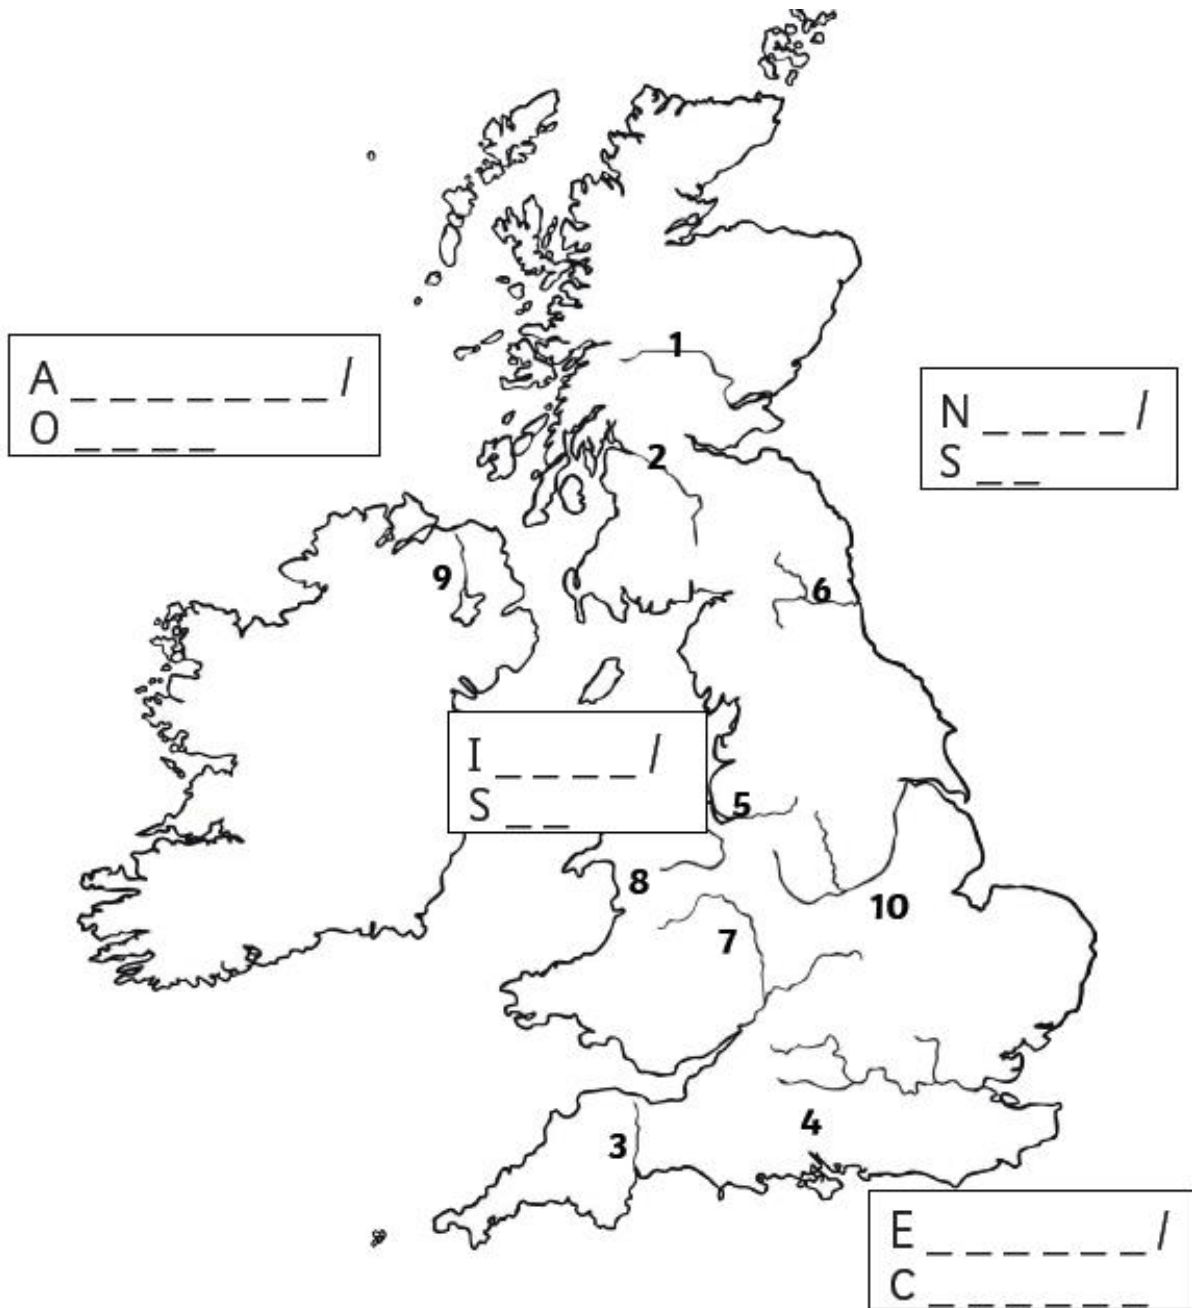 1
A _ _ _ _ _ _ _ /
O _ _ _ _
N _ _ _ _ /
S _ _
2
9
6
I _ _ _ _ /
S _ _
5
8
10
7
4
3
E _ _ _ _ _ _ /
C _ _ _ _ _ _